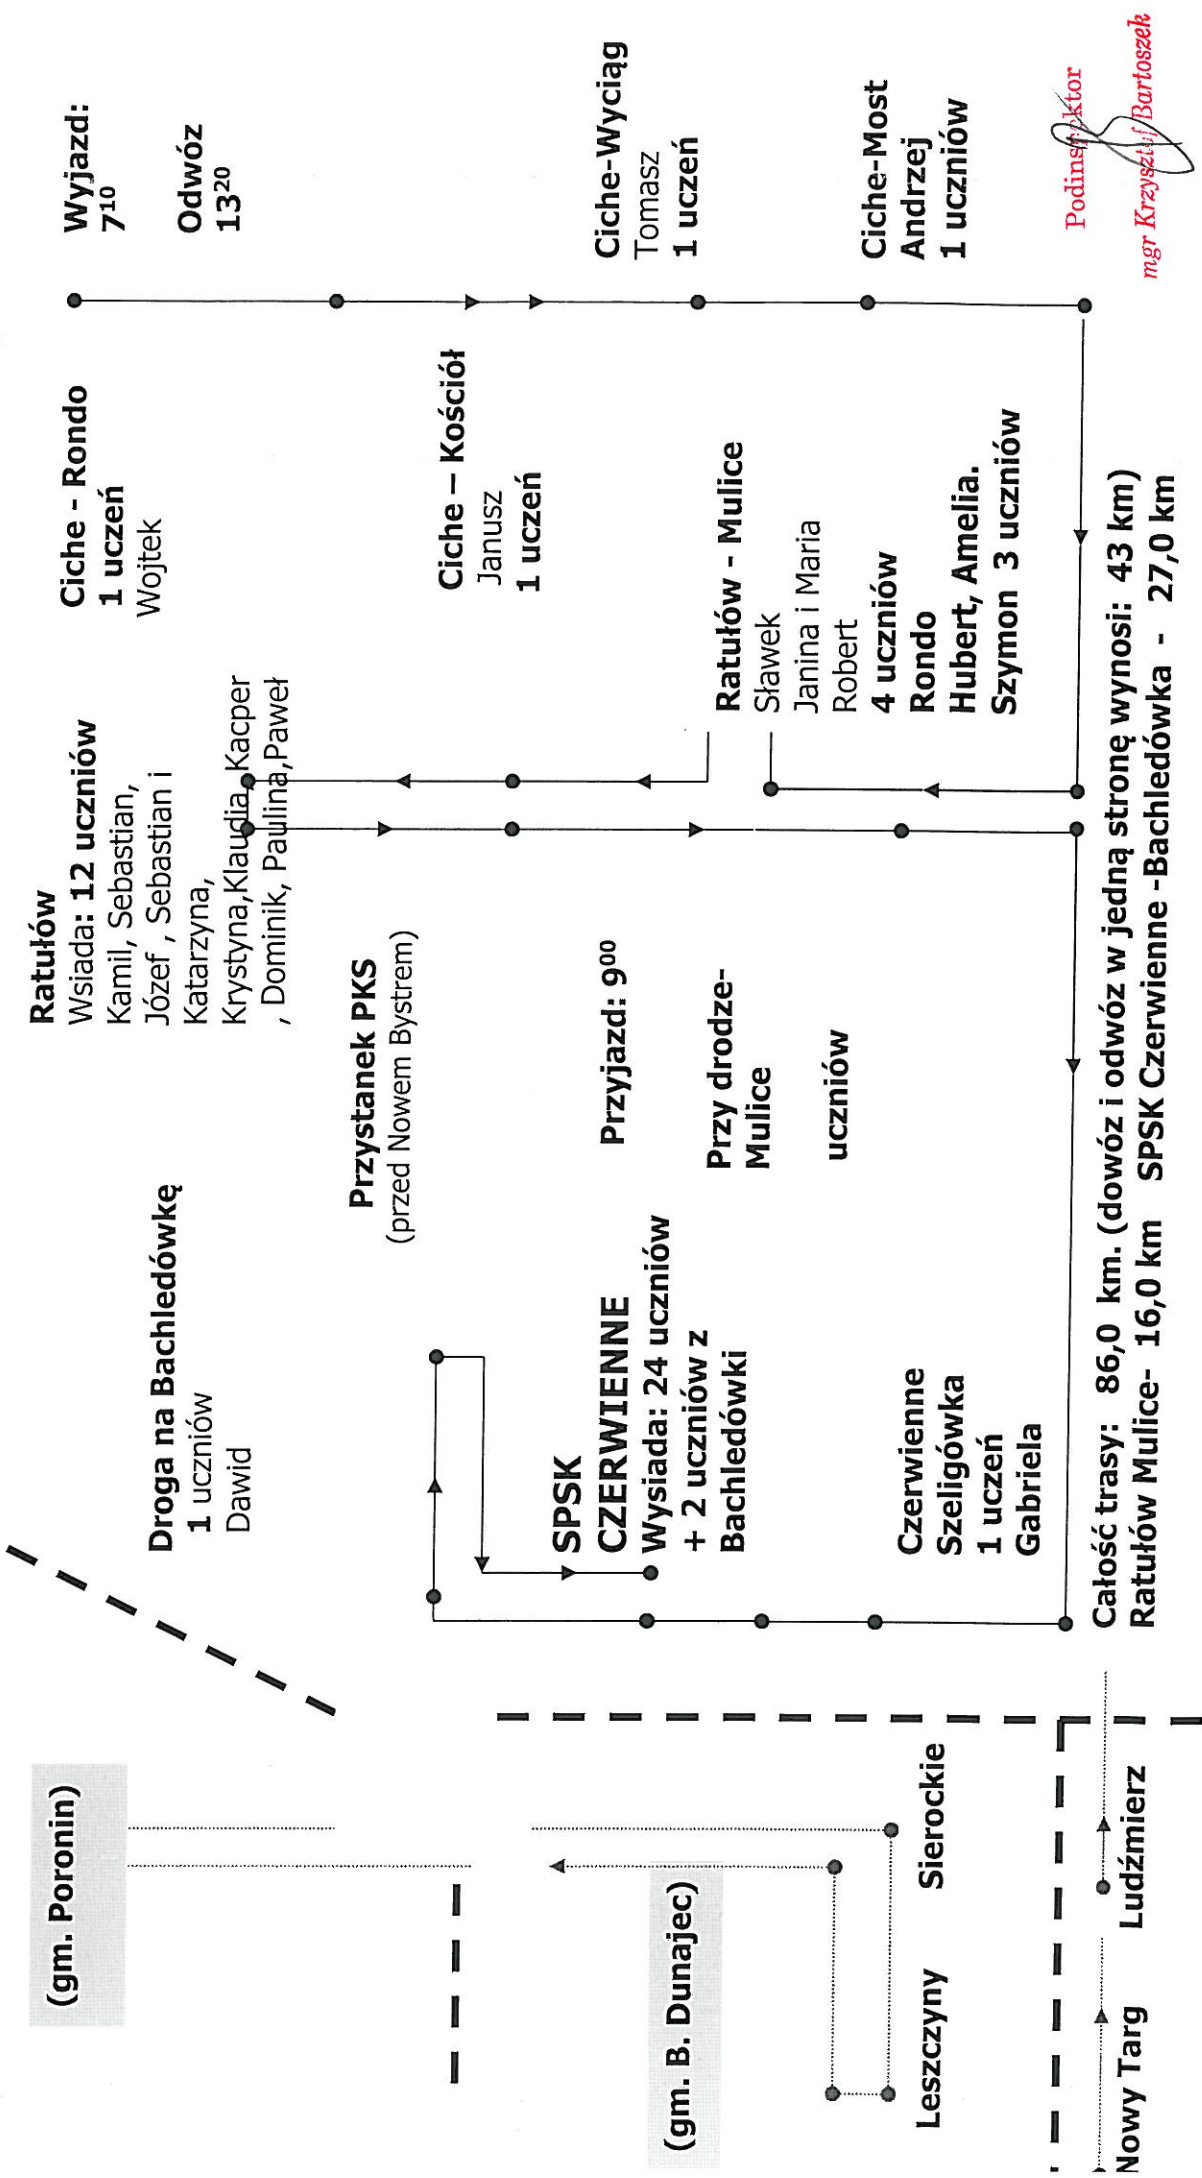 (gm. Poronin)
(gm. B. Dunajec)
Leszczyny
Sierockie
Nowy Targ
Ludźmierz
Droga na Bachledówkę
1 uczniów
Dawid
SPSK
CZERWIENNE
Wysiada: 24 uczniów
+ 2 uczniów z
Bachledówki
Czerwienne
Szeligówka
1 uczeń
Gabriela
Ratułów
Wsiada: 12 uczniów
Kamil, Sebastian,
Józef , Sebastian i
Katarzyna,
Krystyna,Klaudia, Kacper
, Dominik, Paulina,Paweł
Przystanek PKS
(przed Nowem Bystrem)
Przyjazd: 9⁰⁰
Przy drodze-
Mulice
uczniów
Ciche - Rondo
1 uczeń
Wojtek
Ciche – Kościół
Janusz
1 uczeń
Ratułów - Mulice
Sławek
Janina i Maria
Robert
4 uczniów
Rondo
Hubert, Amelia.
Szymon 3 uczniów
Wyjazd:
7¹⁰
Odwóz
13²⁰
Ciche-Wyciąg
Tomasz
1 uczeń
Ciche-Most
Andrzej
1 uczniów
Całość trasy: 86,0 km. (dowóz i odwóz w jedną stronę wynosi: 43 km)
Ratułów Mulice- 16,0 km SPSK Czerwienne -Bachledówka - 27,0 km
Podinspektor
mgr Krzysztof Bartoszek